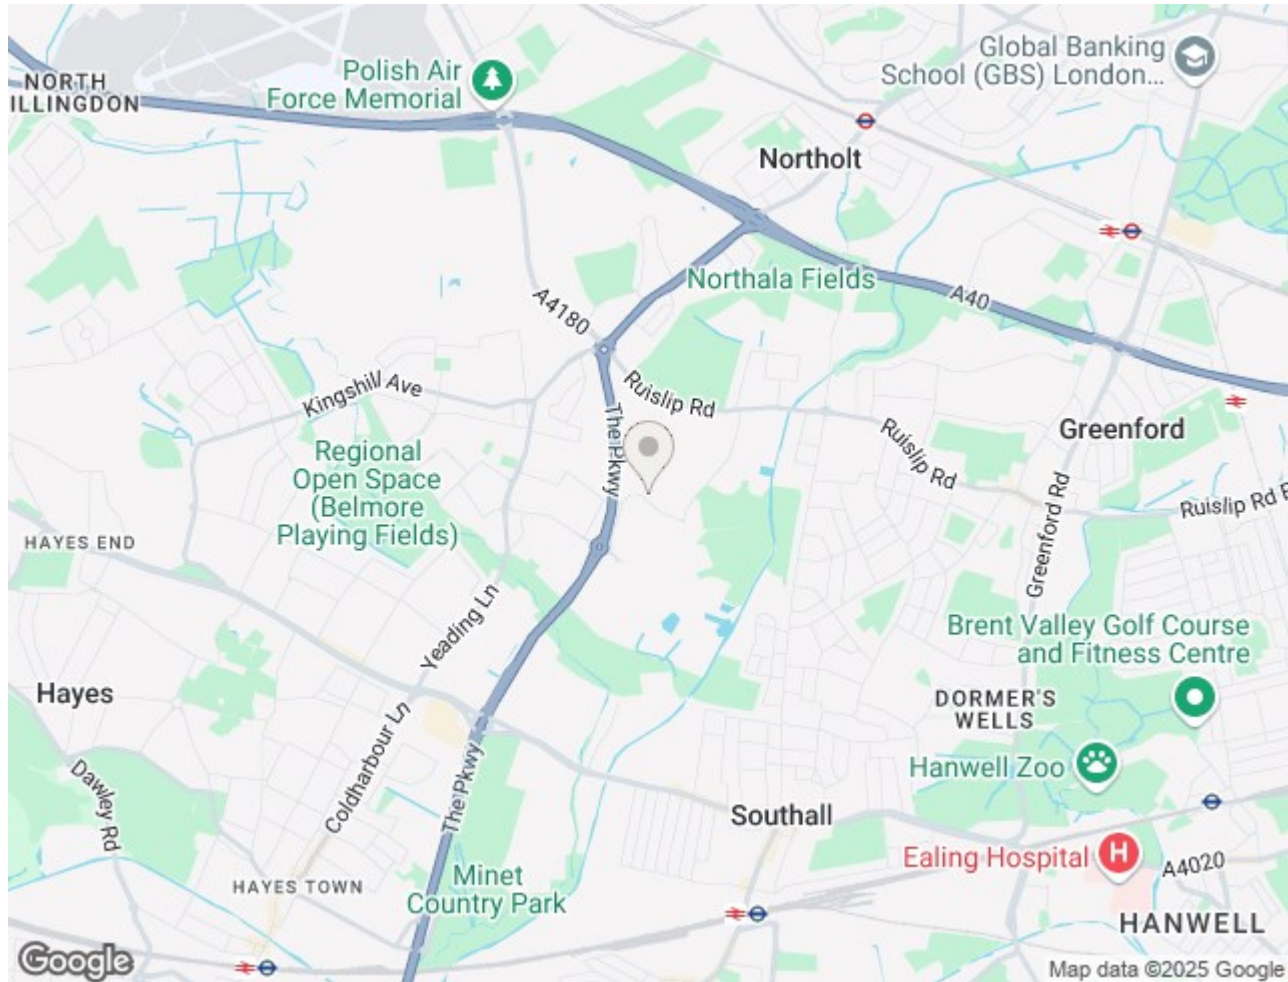 Global Banking
School (GBS) London...
NORTH
ILLINGDON
Polish Air
Force Memorial
Northolt
Northala Fields
A40
A4180
Kingshill Ave
Ruislip Rd
The Pkwy
Ruislip Rd
Greenford
Regional
Open Space
(Belmore
Playing Fields)
Greenford Rd
Ruislip Rd E
HAYES END
Yeading Ln
Brent Valley Golf Course
and Fitness Centre
Hayes
DORMER'S
WELLS
Coldharbour Ln
The Pkwy
Dawley Rd
Hanwell Zoo
Southall
Ealing Hospital
H
A4020
HAYES TOWN
Minet
Country Park
HANWELL
Google
Map data ©2025 Google